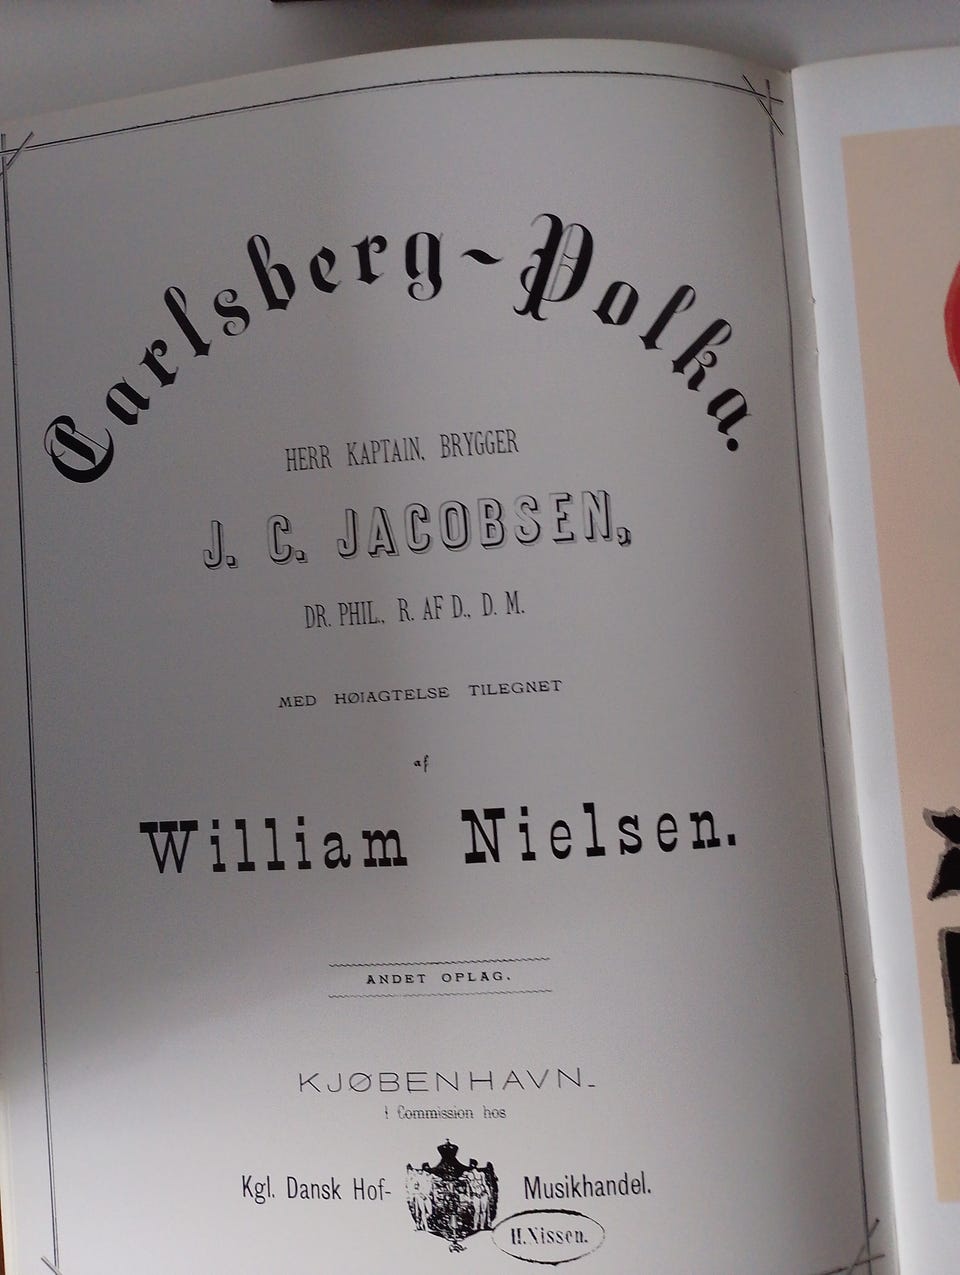 Carlsberg-Polka.
HERR KAPTAIN, BRYGGER
J. C. JACOBSEN,
DR. PHIL., R. AF D., D. M.
MED HØIAGTELSE TILEGNET
af
William Nielsen.
ANDET OPLAG.
KJØBENHAVN.
I Commission hos
Kgl. Dansk Hof- Musikhandel.
H. Nissen.